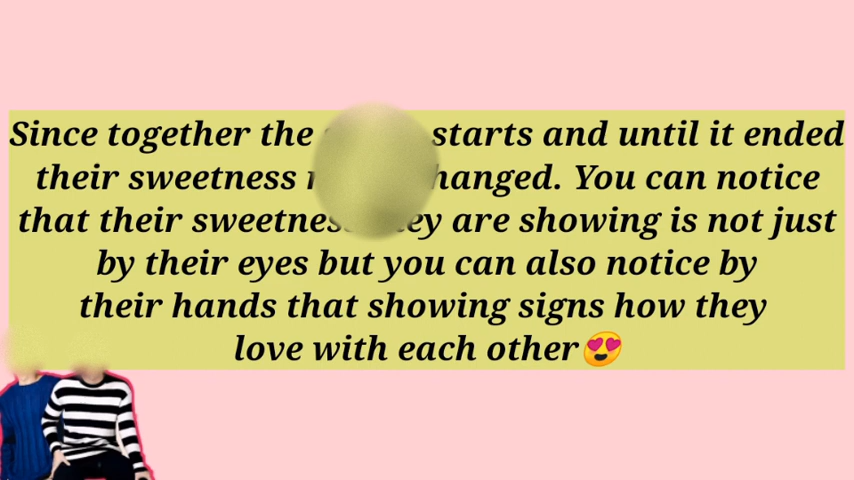 Since together the starts and until it ended
their sweetness You can notice
that their sweetness are showing is not just
by their eyes but you can also notice by
their hands that showing signs how they
love with each other😍